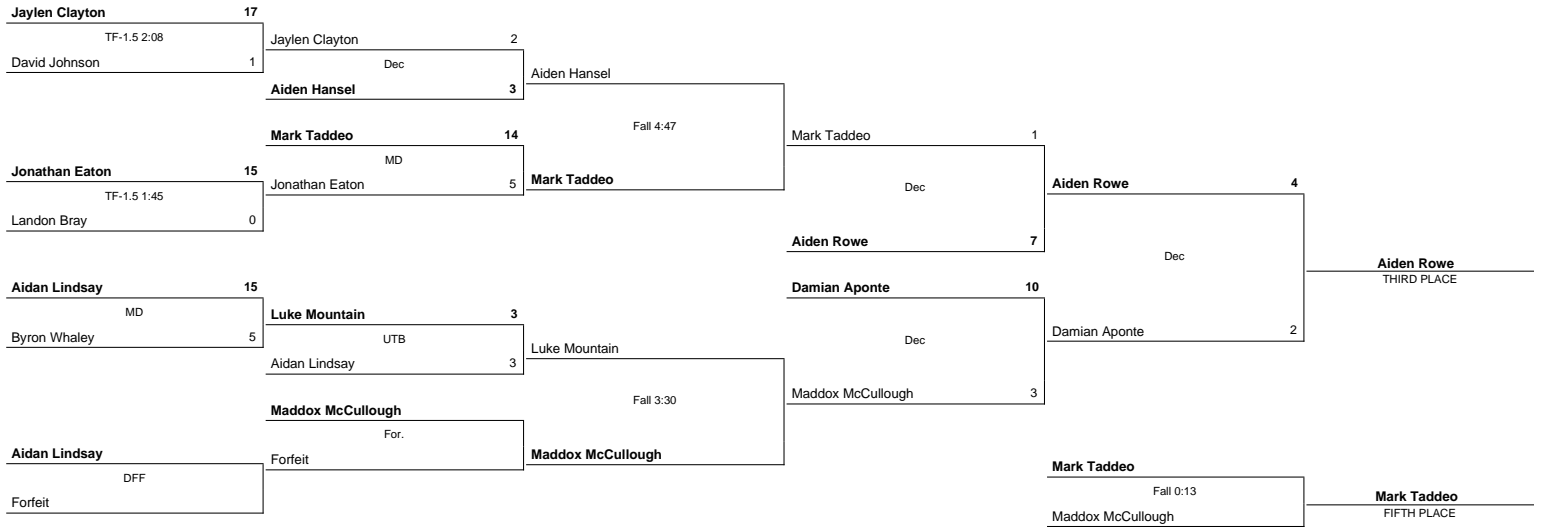 Jaylen Clayton 17
TF-1.5 2:08
David Johnson 1
Jonathan Eaton 15
TF-1.5 1:45
Landon Bray 0
Aidan Lindsay 15
MD
Byron Whaley 5
Aidan Lindsay
DFF
Forfeit
Jaylen Clayton 2
Dec
Aiden Hansel 3
Mark Taddeo 14
MD
Jonathan Eaton 5
Luke Mountain 3
UTB
Aidan Lindsay 3
Maddox McCullough
For.
Forfeit
Aiden Hansel
Fall 4:47
Mark Taddeo
Luke Mountain
Fall 3:30
Maddox McCullough
Mark Taddeo 1
Dec
Aiden Rowe 7
Damian Aponte 10
Dec
Maddox McCullough 3
Aiden Rowe 4
Dec
Damian Aponte 2
Mark Taddeo
Fall 0:13
Maddox McCullough
Aiden Rowe
THIRD PLACE
Mark Taddeo
FIFTH PLACE